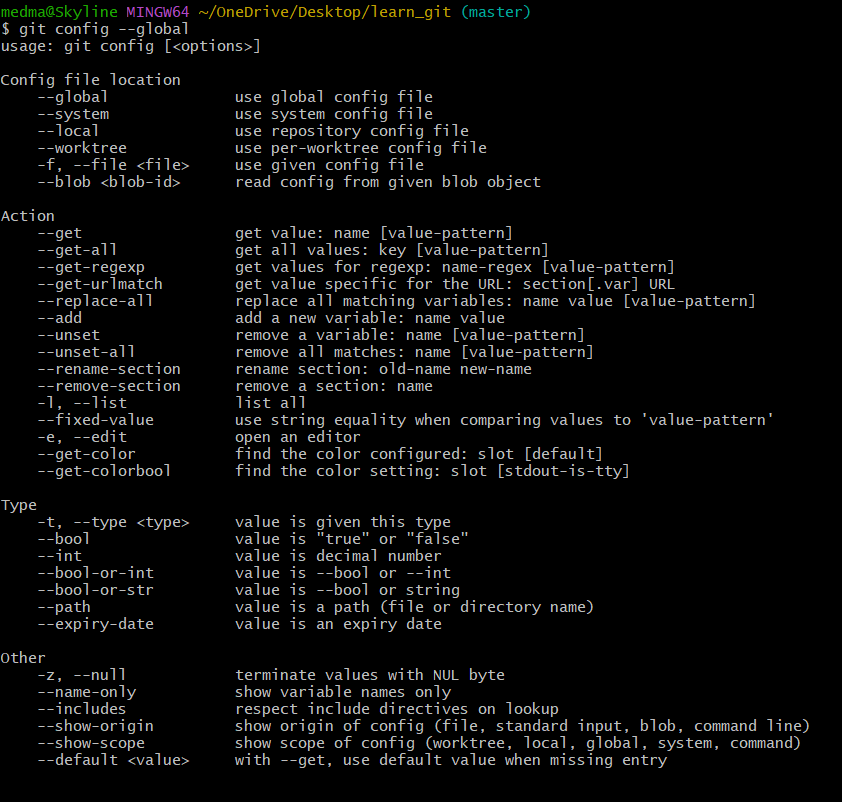 medma@Skyline MINGW64 ~/OneDrive/Desktop/learn_git (master)
$ git config --global
usage: git config [<options>]

Config file location
    --global              use global config file
    --system              use system config file
    --local               use repository config file
    --worktree            use per-worktree config file
    -f, --file <file>     use given config file
    --blob <blob-id>      read config from given blob object

Action
    --get                 get value: name [value-pattern]
    --get-all             get all values: key [value-pattern]
    --get-regexp          get values for regexp: name-regex [value-pattern]
    --get-urlmatch        get value specific for the URL: section[.var] URL
    --replace-all         replace all matching variables: name value [value-pattern]
    --add                 add a new variable: name value
    --unset               remove a variable: name [value-pattern]
    --unset-all           remove all matches: name [value-pattern]
    --rename-section      rename section: old-name new-name
    --remove-section      remove a section: name
    -l, --list            list all
    --fixed-value         use string equality when comparing values to 'value-pattern'
    -e, --edit            open an editor
    --get-color           find the color configured: slot [default]
    --get-colorbool       find the color setting: slot [stdout-is-tty]

Type
    -t, --type <type>     value is given this type
    --bool                value is "true" or "false"
    --int                 value is decimal number
    --bool-or-int         value is --bool or --int
    --bool-or-str         value is --bool or string
    --path                value is a path (file or directory name)
    --expiry-date         value is an expiry date

Other
    -z, --null            terminate values with NUL byte
    --name-only           show variable names only
    --includes            respect include directives on lookup
    --show-origin         show origin of config (file, standard input, blob, command line)
    --show-scope          show scope of config (worktree, local, global, system, command)
    --default <value>     with --get, use default value when missing entry